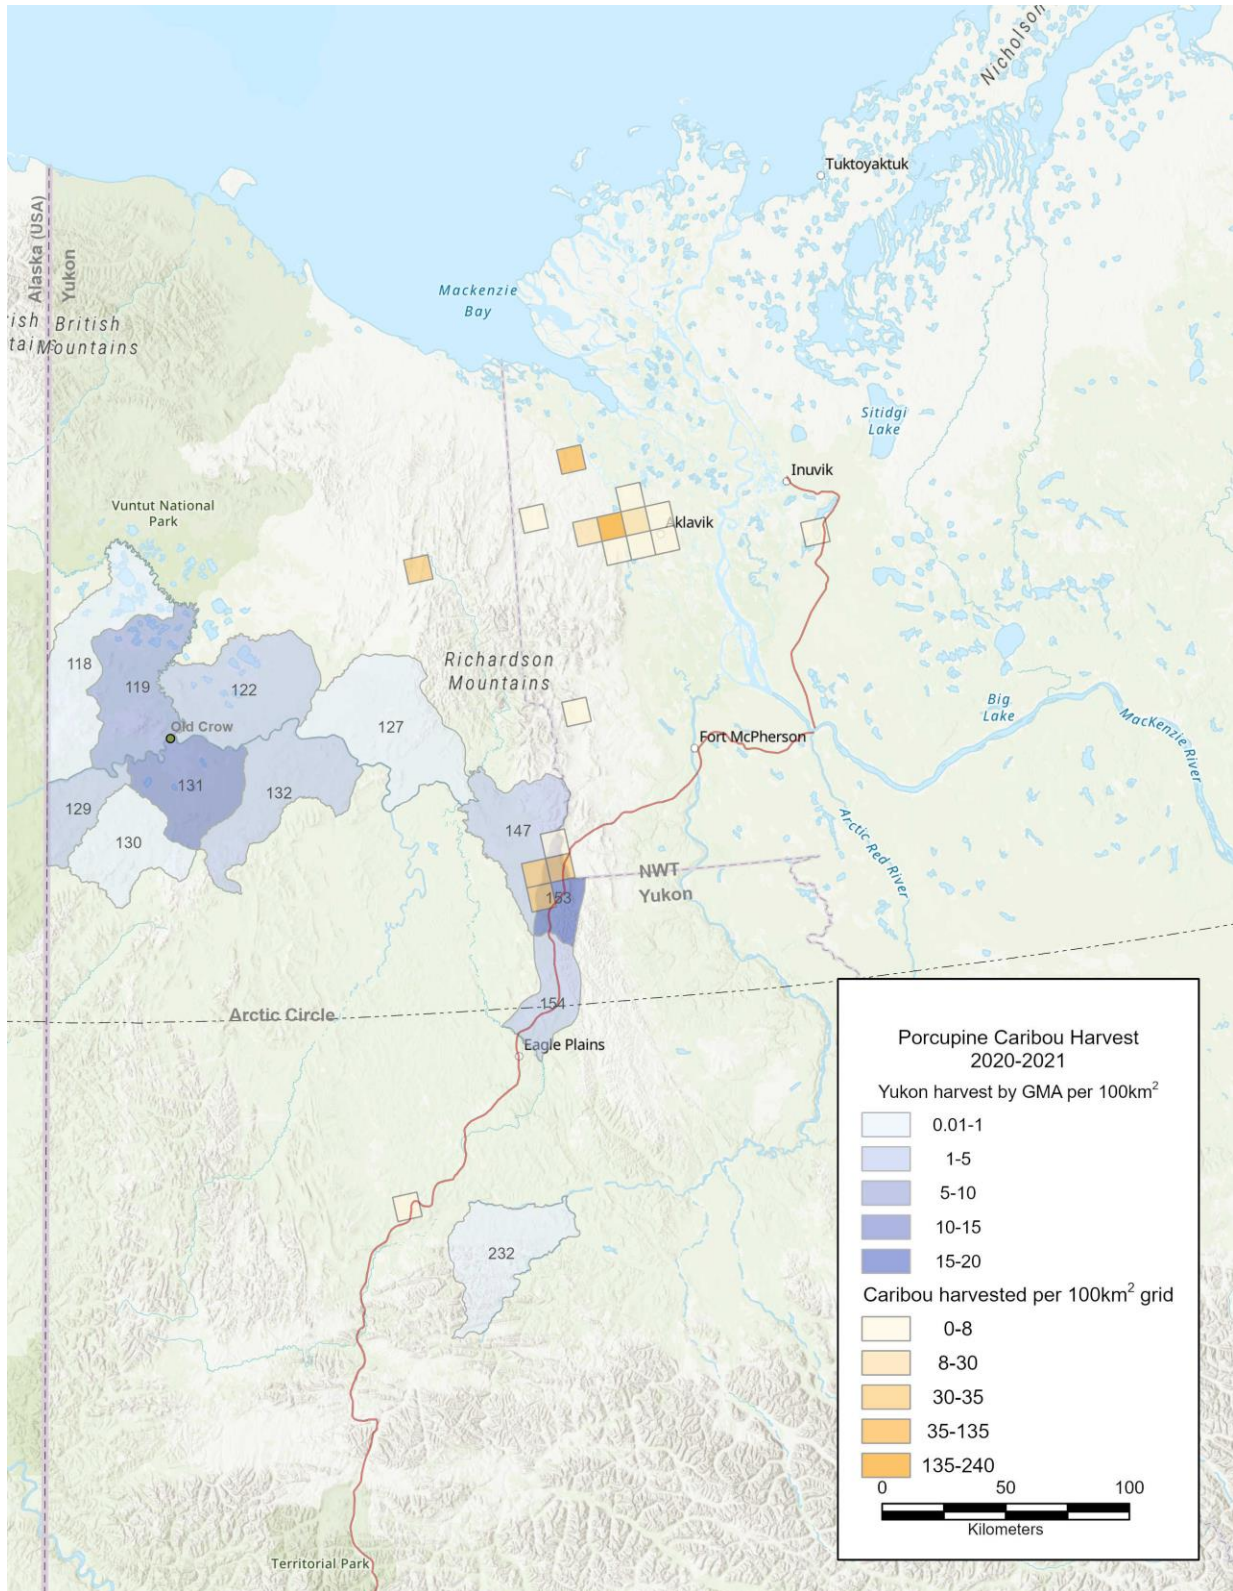 Nicholson
Tuktoyaktuk
Alaska (USA)
Yukon
Mackenzie
Bay
British
Mountains
Sitidgi
Lake
Inuvik
Vuntut National
Park
Aklavik
118
119
122
127
Richardson
Mountains
Old Crow
Big
Lake
MacKenzie
River
Fort McPherson
129
130
131
132
147
Arctic Red River
NWT
Yukon
153
154
Arctic Circle
Eagle Plains
232
Territorial Park
Porcupine Caribou Harvest
2020-2021
Yukon harvest by GMA per 100km²
0.01-1
1-5
5-10
10-15
15-20
Caribou harvested per 100km² grid
0-8
8-30
30-35
35-135
135-240
0 50 100
Kilometers